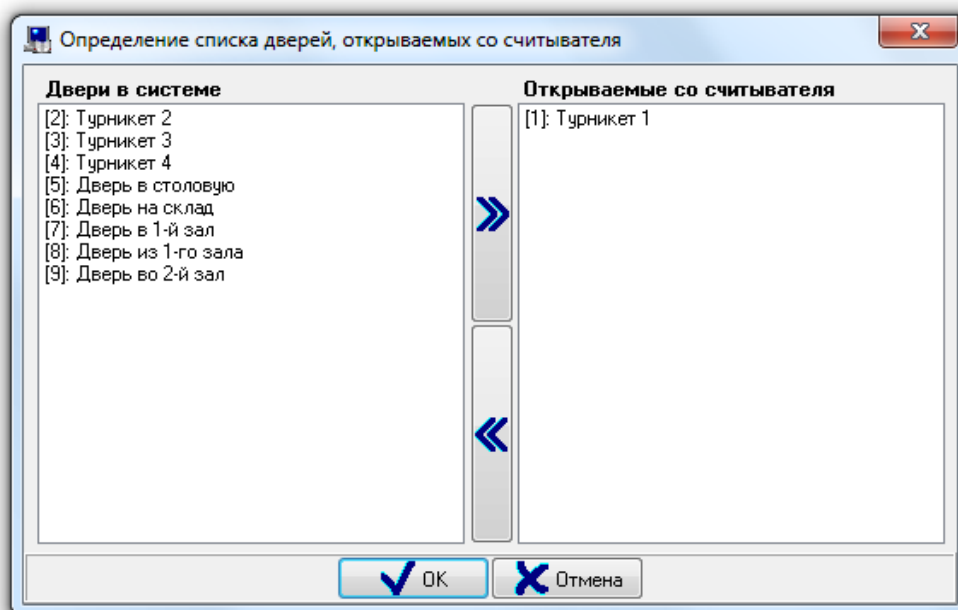 Определение списка дверей, открываемых со считывателя
Двери в системе
[2]: Турникет 2
[3]: Турникет 3
[4]: Турникет 4
[5]: Дверь в столовую
[6]: Дверь на склад
[7]: Дверь в 1-й зал
[8]: Дверь из 1-го зала
[9]: Дверь во 2-й зал
Открываемые со считывателя
[1]: Турникет 1
OK
Отмена